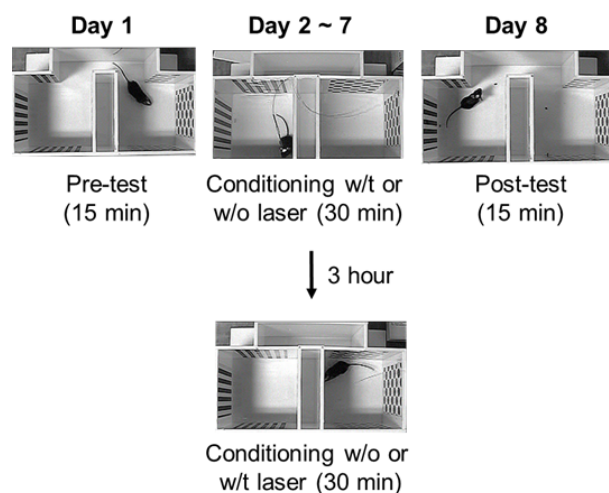 Day 1
Day 2 ~ 7
Day 8
Pre-test
(15 min)
Conditioning w/t or
w/o laser (30 min)
Post-test
(15 min)
3 hour
Conditioning w/o or
w/t laser (30 min)